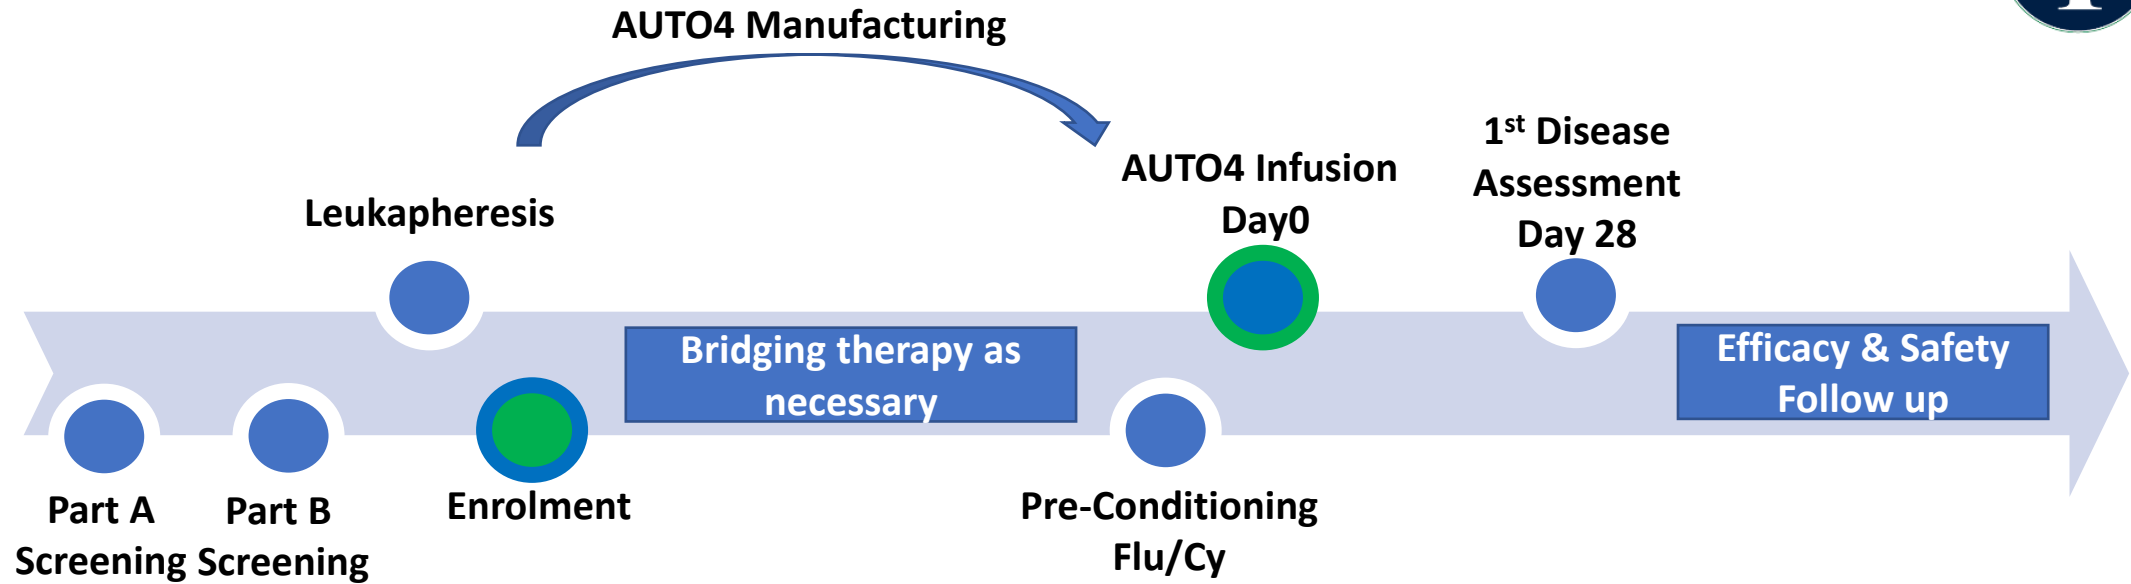 AUTO4 Manufacturing
Leukapheresis
AUTO4 Infusion
Day0
1st Disease
Assessment
Day 28
Bridging therapy as
necessary
Efficacy & Safety
Follow up
Part A
Screening
Part B
Screening
Enrolment
Pre-Conditioning
Flu/Cy